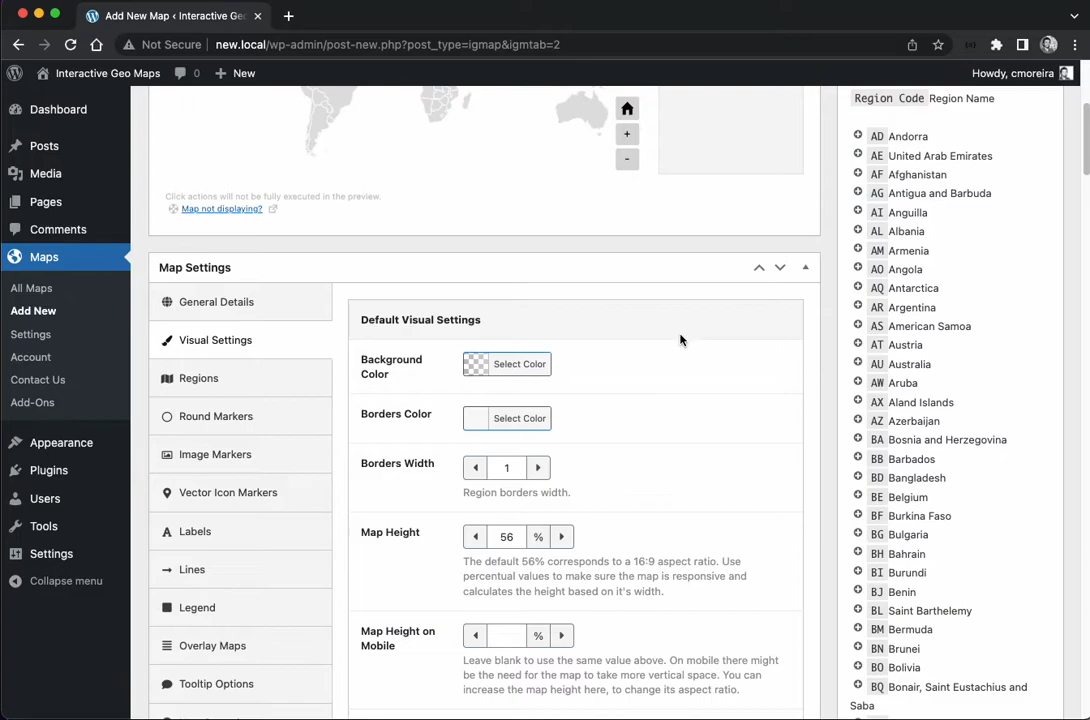 Add New Map ‹ Interactive Geo
Not Secure new.local/wp-admin/post-new.php?post_type=igmap&igmtab=2
Interactive Geo Maps 0 New Howdy, cmoreira
Dashboard
Posts
Media
Pages
Comments
Maps
All Maps
Add New
Settings
Account
Contact Us
Add-Ons
Appearance
Plugins
Users
Tools
Settings
Collapse menu
+
-
Click actions will not be fully executed in the preview.
Map not displaying?
Map Settings
General Details
Visual Settings
Regions
Round Markers
Image Markers
Vector Icon Markers
Labels
Lines
Legend
Overlay Maps
Tooltip Options
Default Visual Settings
Background
Color
Select Color
Borders Color
Select Color
Borders Width
1
Region borders width.
Map Height
56 %
The default 56% corresponds to a 16:9 aspect ratio. Use
percentual values to make sure the map is responsive and
calculates the height based on it's width.
Map Height on
Mobile
%
Leave blank to use the same value above. On mobile there might
be the need for the map to take more vertical space. You can
increase the map height here, to change its aspect ratio.
Region Code Region Name
AD Andorra
AE United Arab Emirates
AF Afghanistan
AG Antigua and Barbuda
AI Anguilla
AL Albania
AM Armenia
AO Angola
AQ Antarctica
AR Argentina
AS American Samoa
AT Austria
AU Australia
AW Aruba
AX Aland Islands
AZ Azerbaijan
BA Bosnia and Herzegovina
BB Barbados
BD Bangladesh
BE Belgium
BF Burkina Faso
BG Bulgaria
BH Bahrain
BI Burundi
BJ Benin
BL Saint Barthelemy
BM Bermuda
BN Brunei
BO Bolivia
BQ Bonair, Saint Eustachius and
Saba